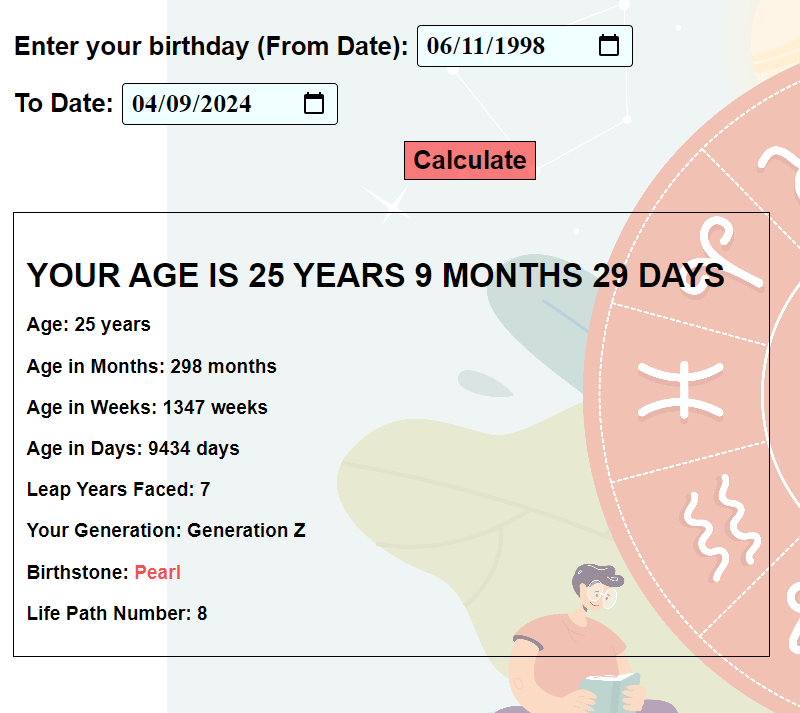 Enter your birthday (From Date): 06/11/1998
To Date: 04/09/2024
Calculate
YOUR AGE IS 25 YEARS 9 MONTHS 29 DAYS
Age: 25 years
Age in Months: 298 months
Age in Weeks: 1347 weeks
Age in Days: 9434 days
Leap Years Faced: 7
Your Generation: Generation Z
Birthstone: Pearl
Life Path Number: 8